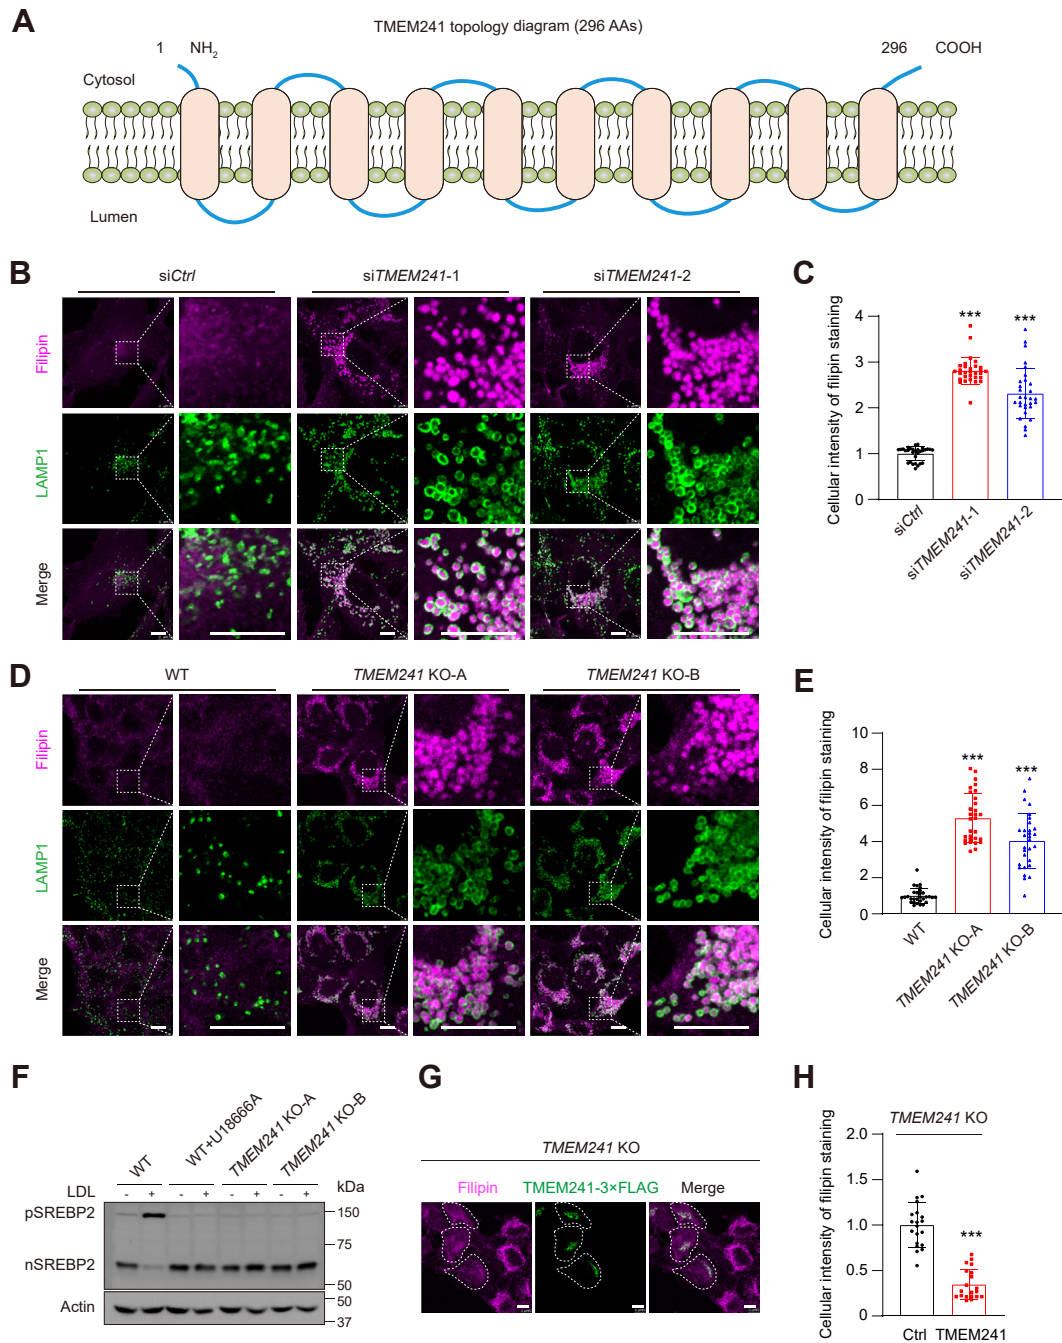 A
TMEM241 topology diagram (296 AAs)
1 NH2 296 COOH
Cytosol
Lumen
B
siCtrl siTMEM241-1 siTMEM241-2
Filipin
LAMP1
Merge
C
Cellular intensity of filipin staining
4
3
2
1
0
*** ***
siCtrl
siTMEM241-1
siTMEM241-2
D
WT TMEM241 KO-A TMEM241 KO-B
Filipin
LAMP1
Merge
E
Cellular intensity of filipin staining
10
8
6
4
2
0
*** ***
WT
TMEM241 KO-A
TMEM241 KO-B
F
WT
WT+U18666A
TMEM241 KO-A
TMEM241 KO-B
LDL - + - + - + - + kDa
pSREBP2 150
75
nSREBP2
50
Actin 50
37
G
TMEM241 KO
Filipin TMEM241-3×FLAG Merge
H
TMEM241 KO
Cellular intensity of filipin staining
2.0
1.5
1.0
0.5
0
***
Ctrl TMEM241